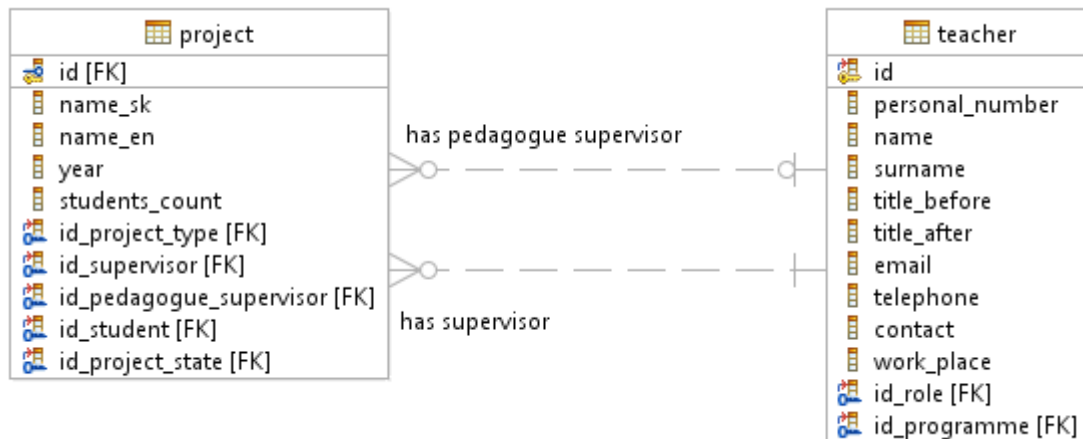 project
id [FK]
name_sk
name_en
year
students_count
id_project_type [FK]
id_supervisor [FK]
id_pedagogue_supervisor [FK]
id_student [FK]
id_project_state [FK]
has pedagogue supervisor
has supervisor
teacher
id
personal_number
name
surname
title_before
title_after
email
telephone
contact
work_place
id_role [FK]
id_programme [FK]